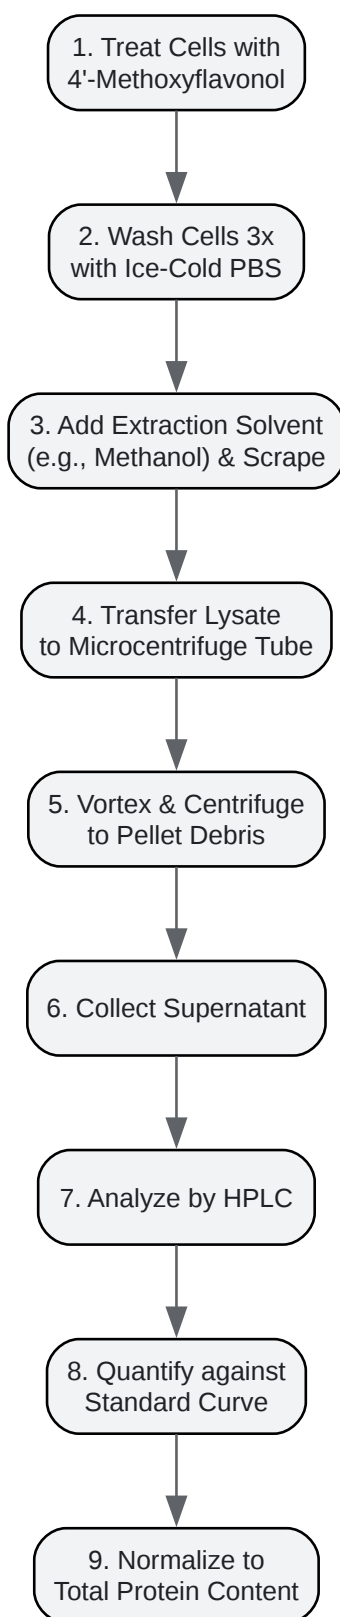 1. Treat Cells with
4'-Methoxyflavonol
2. Wash Cells 3x
with Ice-Cold PBS
3. Add Extraction Solvent
(e.g., Methanol) & Scrape
4. Transfer Lysate
to Microcentrifuge Tube
5. Vortex & Centrifuge
to Pellet Debris
6. Collect Supernatant
7. Analyze by HPLC
8. Quantify against
Standard Curve
9. Normalize to
Total Protein Content